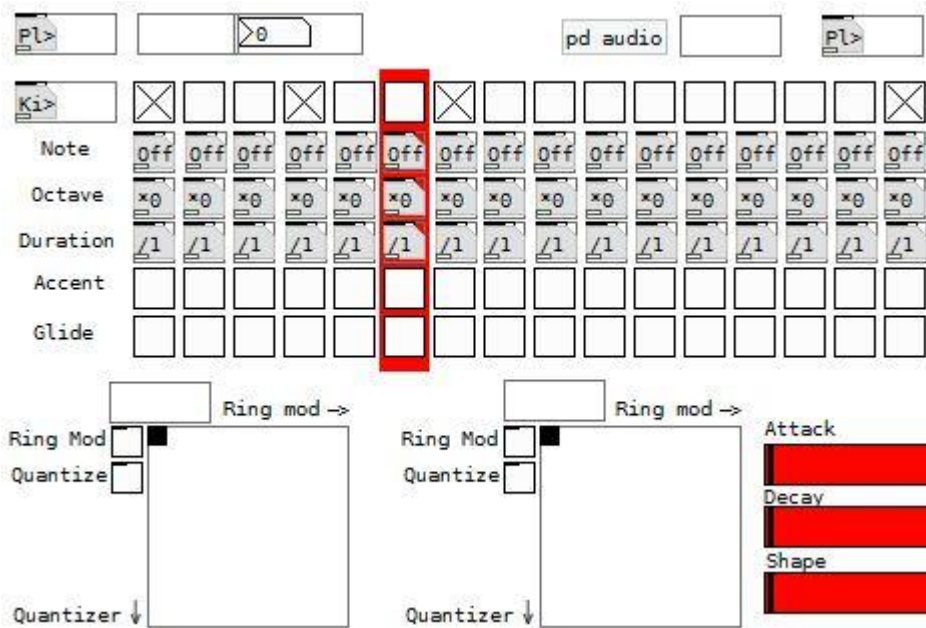 Pl> >0 pd audio Pl>
Ki>
Note Off Off Off Off Off Off Off Off Off Off Off Off Off Off Off Off
Octave *0 *0 *0 *0 *0 *0 *0 *0 *0 *0 *0 *0 *0 *0 *0 *0
Duration /1 /1 /1 /1 /1 /1 /1 /1 /1 /1 /1 /1 /1 /1 /1 /1
Accent
Glide
Ring mod -> Ring mod ->
Ring Mod Ring Mod Attack
Quantize Quantize
Decay
Shape
Quantizer ↓ Quantizer ↓